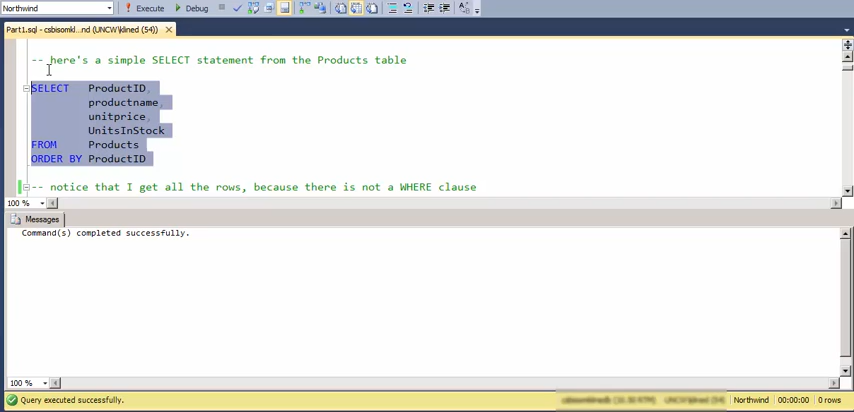 Northwind Execute Debug
Part1.sql - csbisomkl...nd (UNCW\klined (54))
-- here's a simple SELECT statement from the Products table
SELECT ProductID,
productname,
unitprice,
UnitsInStock
FROM Products
ORDER BY ProductID
-- notice that I get all the rows, because there is not a WHERE clause
100 %
Messages
Command(s) completed successfully.
100 %
Query executed successfully. Northwind 00:00:00 0 rows